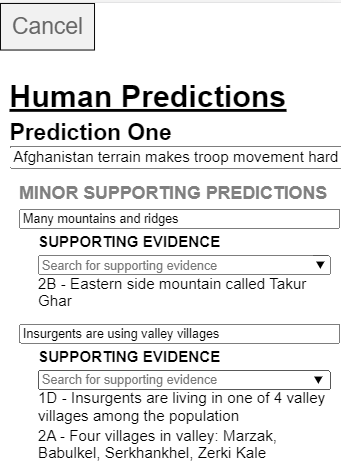 Cancel
Human Predictions
Prediction One
Afghanistan terrain makes troop movement hard
MINOR SUPPORTING PREDICTIONS
Many mountains and ridges
SUPPORTING EVIDENCE
Search for supporting evidence
2B - Eastern side mountain called Takur
Ghar
Insurgents are using valley villages
SUPPORTING EVIDENCE
Search for supporting evidence
1D - Insurgents are living in one of 4 valley
villages among the population
2A - Four villages in valley: Marzak,
Babulkel, Serkhankhel, Zerki Kale